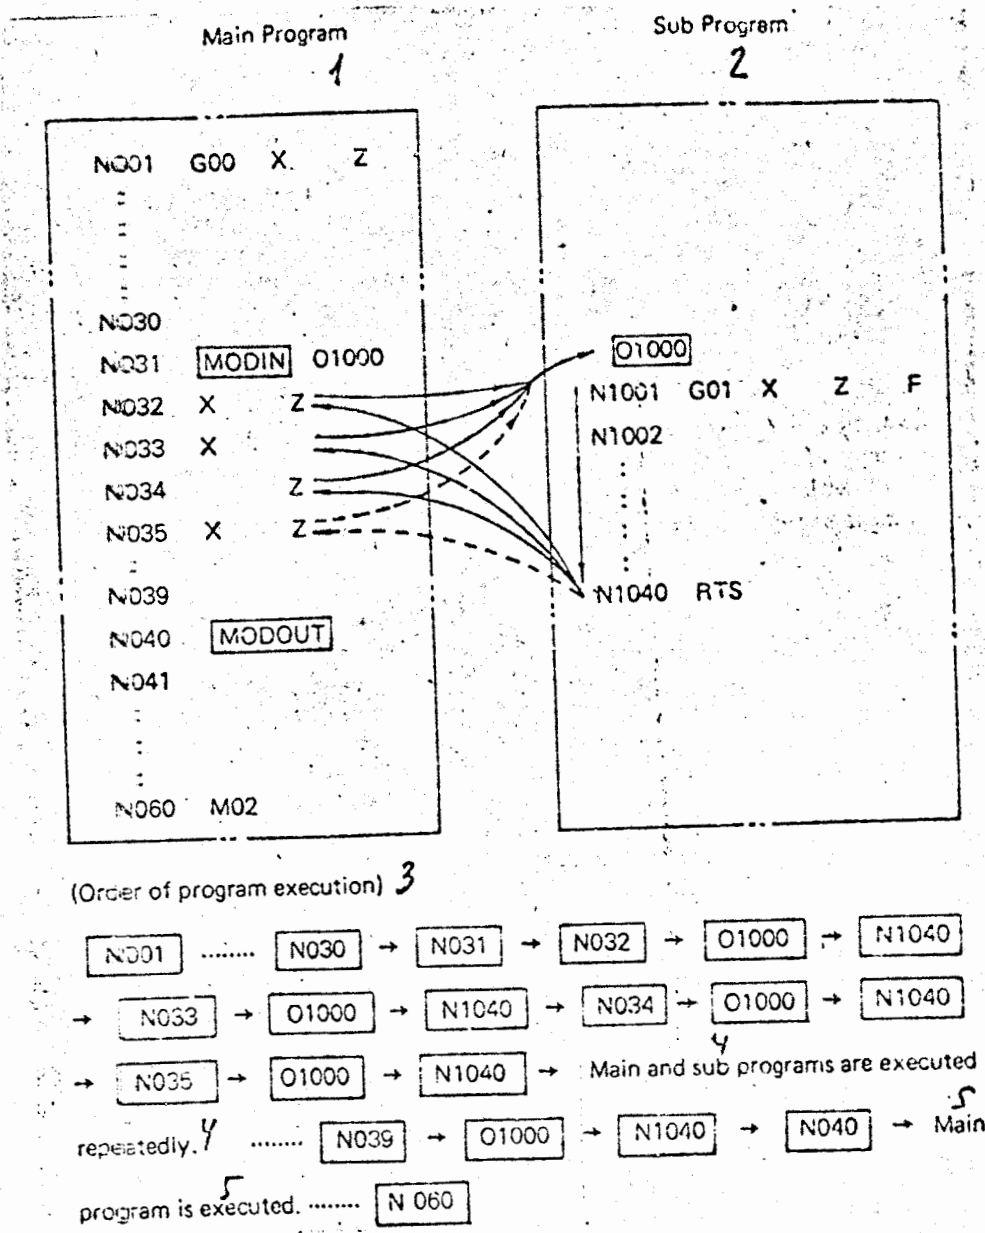 Main Program
1
Sub Program
2
N001 G00 X Z
N030
N031 MODIN O1000
N032 X Z
N033 X
N034 Z
N035 X Z
N039
N040 MODOUT
N041
N060 M02
O1000
N1001 G01 X Z F
N1002
N1040 RTS
(Order of program execution) 3
N001 ........ N030 → N031 → N032 → O1000 → N1040
→ N033 → O1000 → N1040 → N034 → O1000 → N1040
4
→ N035 → O1000 → N1040 → Main and sub programs are executed
5
repeatedly. 4 ........ N039 → O1000 → N1040 → N040 → Main
5
program is executed. ........ N 060